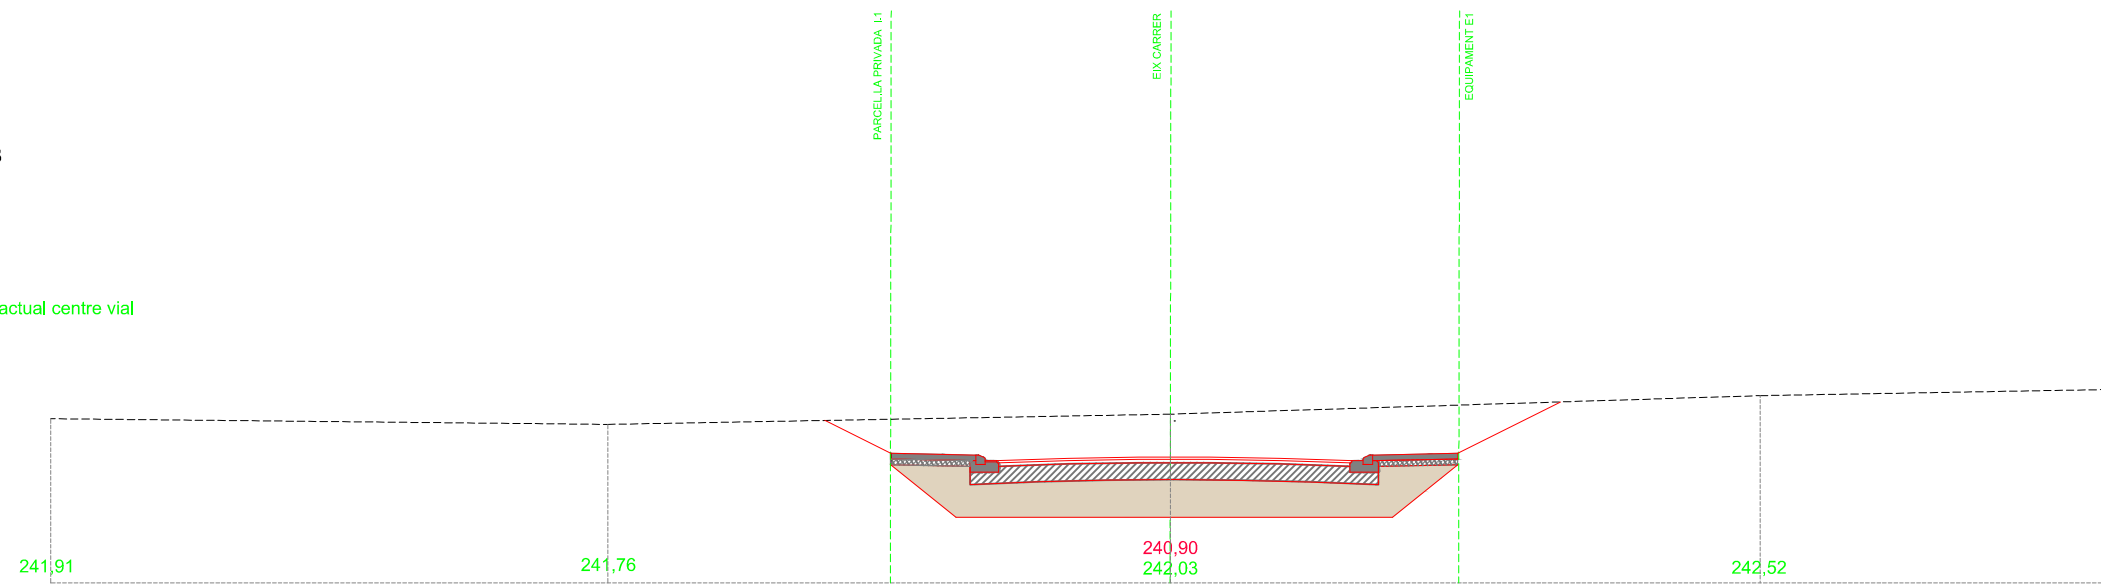 PARCEL.LA PRIVADA I.1
EIX CARRER
EQUIPAMENT E1
actual centre vial
240,90
241,91
241,76
242,03
242,52